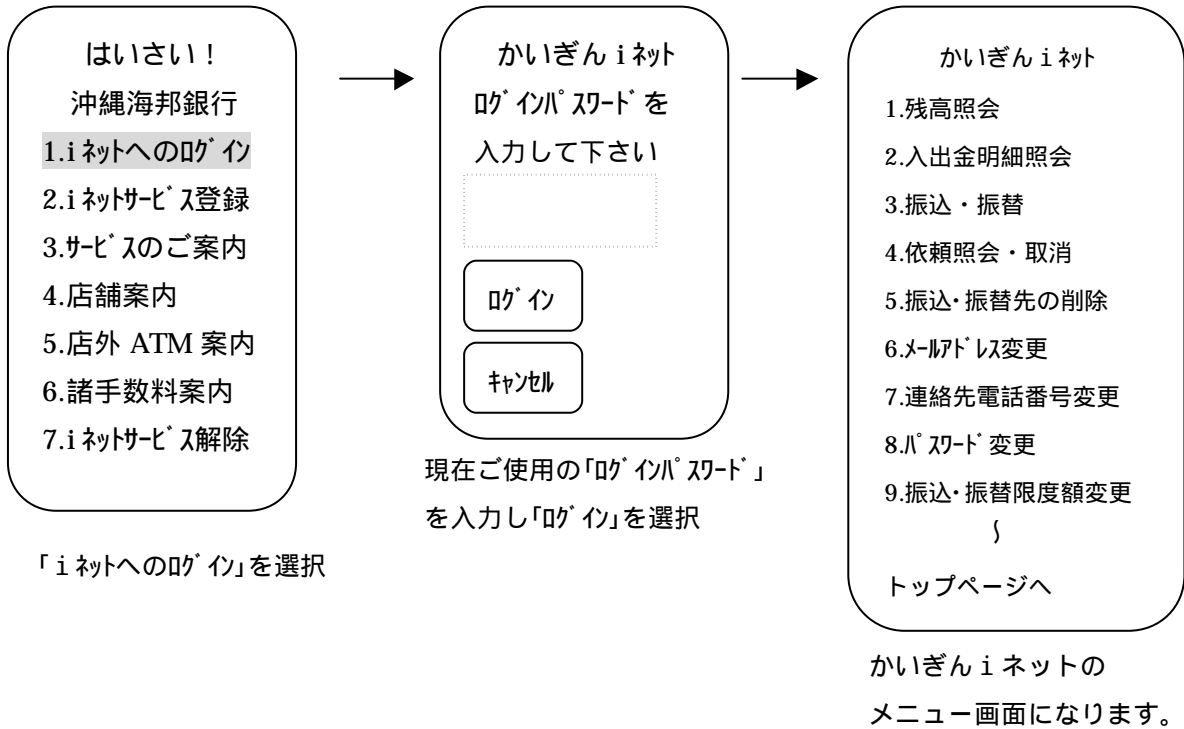 はいさい！
沖縄海邦銀行
1.iﾈｯﾄへのﾛｸﾞｲﾝ
2.iﾈｯﾄｻｰﾋﾞｽ登録
3.ｻｰﾋﾞｽのご案内
4.店舗案内
5.店外 ATM 案内
6.諸手数料案内
7.iﾈｯﾄｻｰﾋﾞｽ解除
「ｉﾈｯﾄへのﾛｸﾞｲﾝ」を選択
かいぎん iﾈｯﾄ
ﾛｸﾞｲﾝﾊﾟｽﾜｰﾄﾞを
入力して下さい
ﾛｸﾞｲﾝ
ｷｬﾝｾﾙ
現在ご使用の「ﾛｸﾞｲﾝﾊﾟｽﾜｰﾄﾞ」
を入力し「ﾛｸﾞｲﾝ」を選択
かいぎんｉﾈｯﾄ
1.残高照会
2.入出金明細照会
3.振込・振替
4.依頼照会・取消
5.振込・振替先の削除
6.ﾒｰﾙｱﾄﾞﾚｽ変更
7.連絡先電話番号変更
8.ﾊﾟｽﾜｰﾄﾞ変更
9.振込・振替限度額変更
～
トップページへ
かいぎんｉネットの
メニュー画面になります。